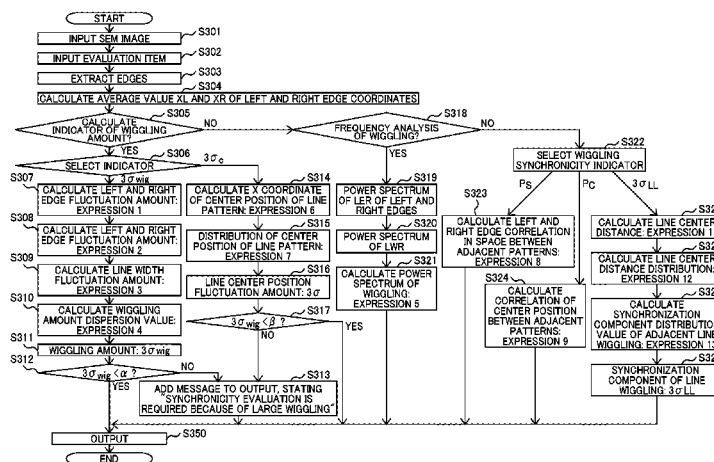 START
INPUT SEM IMAGE
S301
INPUT EVALUATION ITEM
S302
EXTRACT EDGES
S303
S304
CALCULATE AVERAGE VALUE XL AND XR OF LEFT AND RIGHT EDGE COORDINATES
CALCULATE
INDICATOR OF WIGGLING
AMOUNT?
S305
NO
YES
SELECT INDICATOR
S306
3σwig
3σc
S307
CALCULATE LEFT AND RIGHT
EDGE FLUCTUATION AMOUNT:
EXPRESSION 1
S308
CALCULATE LEFT AND RIGHT
EDGE FLUCTUATION AMOUNT:
EXPRESSION 2
S309
CALCULATE LINE WIDTH
FLUCTUATION AMOUNT:
EXPRESSION 3
S310
CALCULATE WIGGLING
AMOUNT DISPERSION VALUE:
EXPRESSION 4
S311
WIGGLING AMOUNT: 3σwig
S312
3σwig<α ?
NO
YES
S314
CALCULATE X COORDINATE
OF CENTER POSITION OF LINE
PATTERN: EXPRESSION 6
S315
DISTRIBUTION OF CENTER
POSITION OF LINE PATTERN:
EXPRESSION 7
S316
LINE CENTER POSITION
FLUCTUATION AMOUNT: 3σ
S317
3σwig<β ?
YES
NO
S313
ADD MESSAGE TO OUTPUT, STATING
"SYNCHRONICITY EVALUATION IS
REQUIRED BECAUSE OF LARGE WIGGLING"
S318
FREQUENCY ANALYSIS
OF WIGGLING?
NO
YES
S319
POWER SPECTRUM
OF LER OF LEFT AND
RIGHT EDGES
S320
POWER SPECTRUM
OF LWR
S321
CALCULATE POWER
SPECTRUM OF
WIGGLING:
EXPRESSION 5
S322
SELECT WIGGLING
SYNCHRONICITY INDICATOR
PS
PC
3σLL
S323
CALCULATE LEFT AND
RIGHT EDGE CORRELATION
IN SPACE BETWEEN
ADJACENT PATTERNS:
EXPRESSION 8
S324
CALCULATE
CORRELATION OF
CENTER POSITION
BETWEEN ADJACENT
PATTERNS:
EXPRESSION 9
CALCULATE LINE CENTER
DISTANCE: EXPRESSION
CALCULATE LINE CENTER
DISTANCE DISTRIBUTION:
EXPRESSION 12
CALCULATE
SYNCHRONIZATION
COMPONENT DISTRIBUTION
VALUE OF ADJACENT LINE
WIGGLING: EXPRESSION 13
SYNCHRONIZATION
COMPONENT OF LINE
WIGGLING: 3σLL
OUTPUT
S350
END